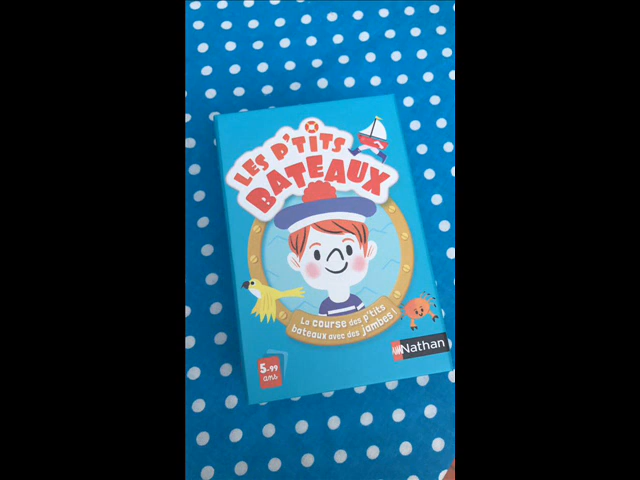 LES P'TITS
BATEAUX
La course des p'tits
bateaux avec des jambes!
5-99
ans
Nathan